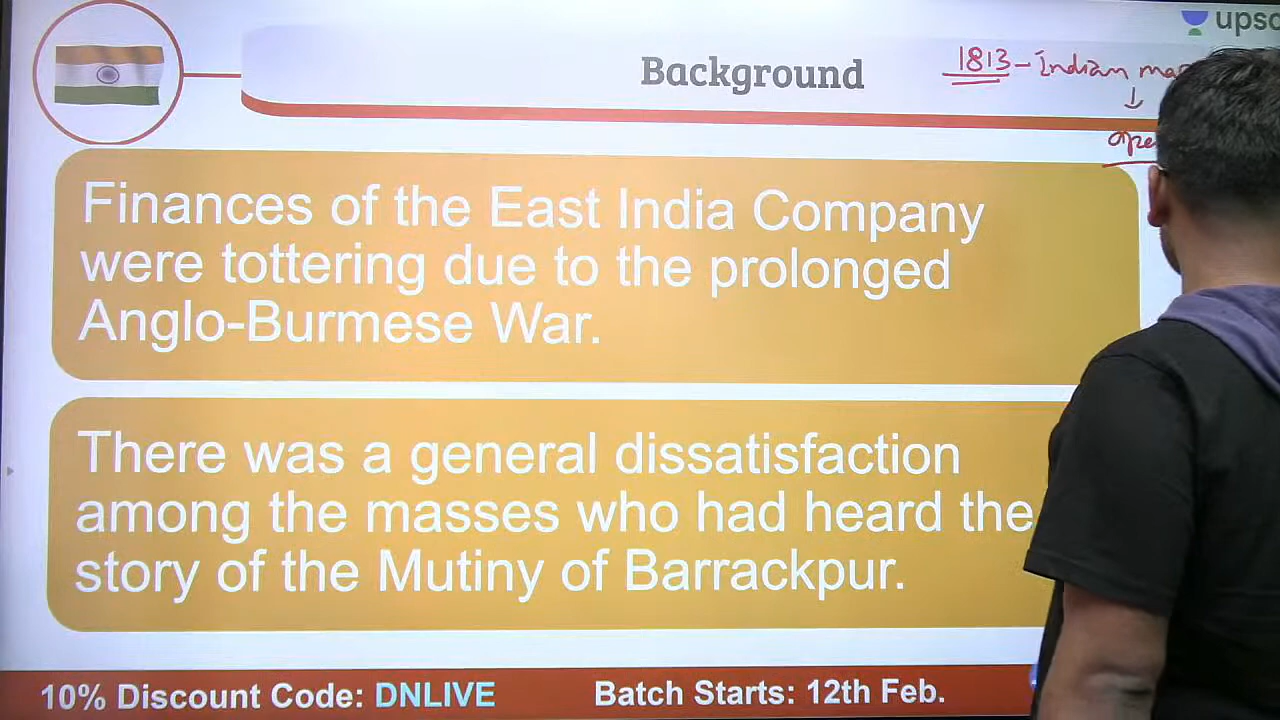 upsc
Background
1813 - Indian
Finances of the East India Company
were tottering due to the prolonged
Anglo-Burmese War.
There was a general dissatisfaction
among the masses who had heard the
story of the Mutiny of Barrackpur.
10% Discount Code: DNLIVE
Batch Starts: 12th Feb.